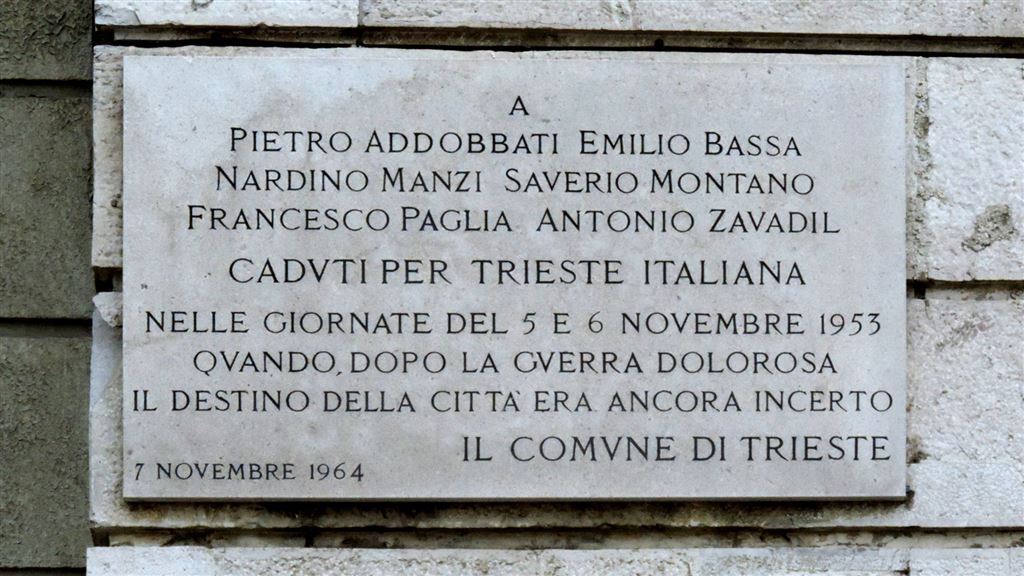 A
PIETRO ADDOBBATI EMILIO BASSA
NARDINO MANZI SAVERIO MONTANO
FRANCESCO PAGLIA ANTONIO ZAVADIL
CADVTI PER TRIESTE ITALIANA
NELLE GIORNATE DEL 5 E 6 NOVEMBRE 1953
QVANDO, DOPO LA GVERRA DOLOROSA
IL DESTINO DELLA CITTÀ ERA ANCORA INCERTO
IL COMVNE DI TRIESTE
7 NOVEMBRE 1964